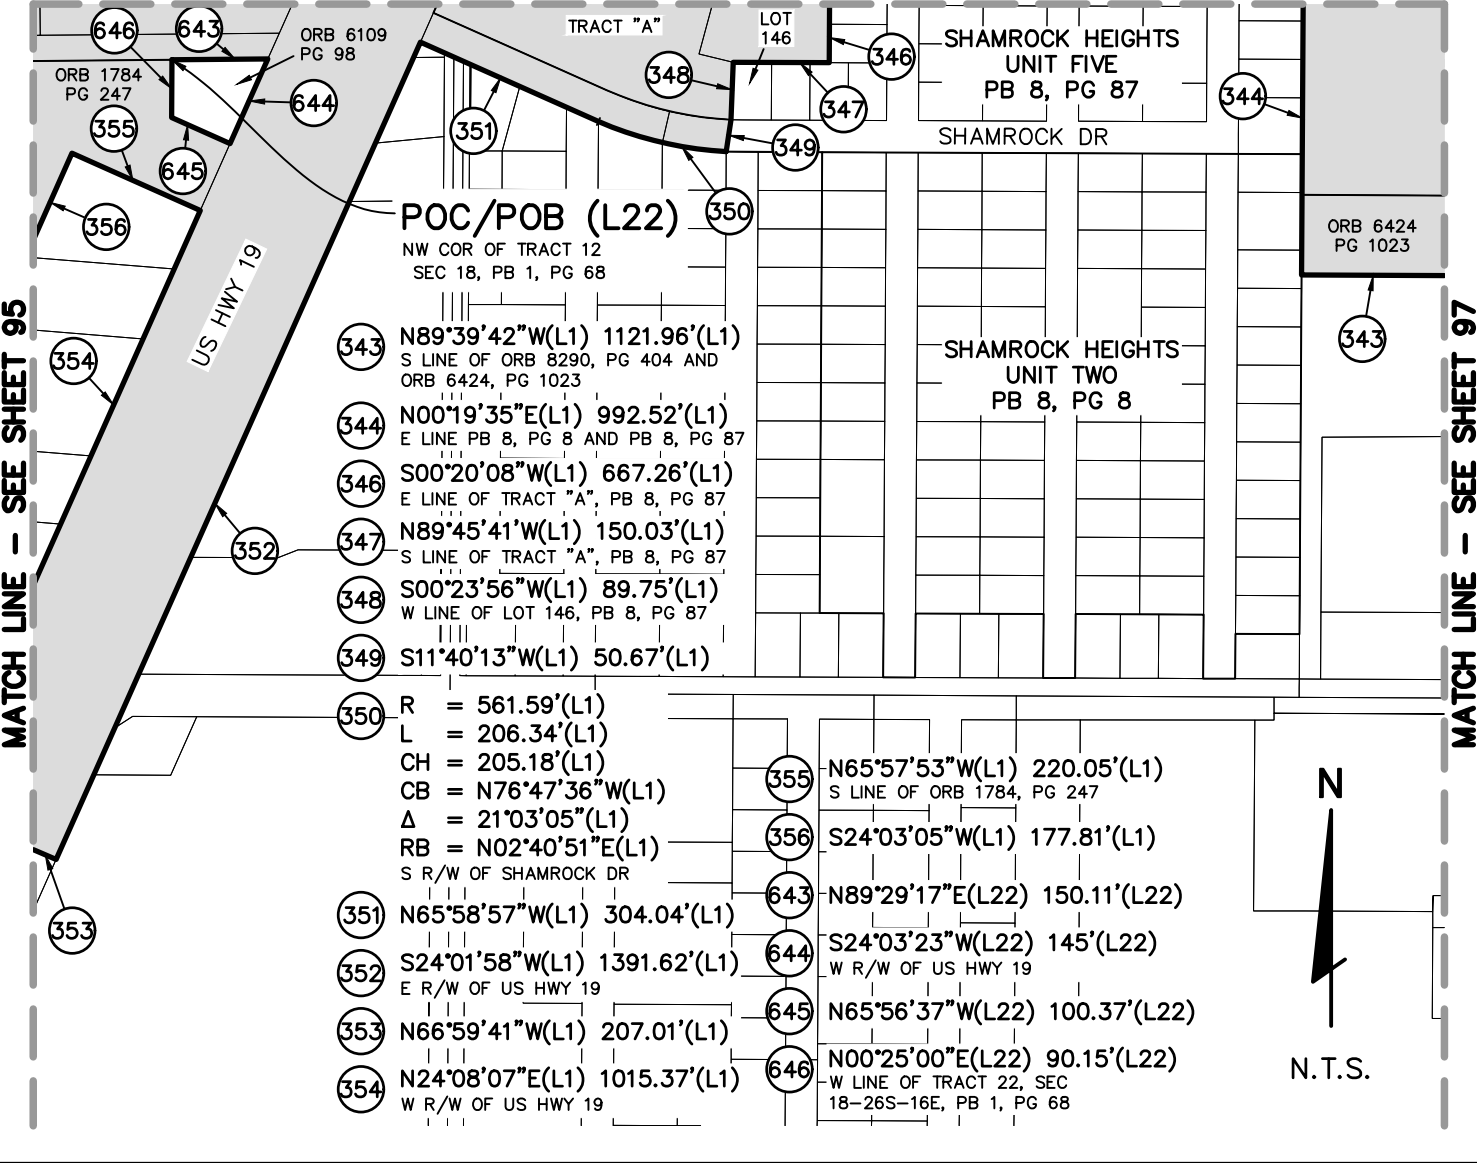 646
643
ORB 6109
PG 98
ORB 1784
PG 247
644
355
645
356
TRACT "A"
LOT
146
348
346
347
351
349
350
SHAMROCK HEIGHTS
UNIT FIVE
PB 8, PG 87
344
SHAMROCK DR
ORB 6424
PG 1023
343
US HWY 19
POC/POB (L22)
NW COR OF TRACT 12
SEC 18, PB 1, PG 68
MATCH LINE - SEE SHEET 95
MATCH LINE - SEE SHEET 97
354
352
353
SHAMROCK HEIGHTS
UNIT TWO
PB 8, PG 8
343 N89°39'42"W(L1) 1121.96'(L1)
S LINE OF ORB 8290, PG 404 AND
ORB 6424, PG 1023
344 N00°19'35"E(L1) 992.52'(L1)
E LINE PB 8, PG 8 AND PB 8, PG 87
346 S00°20'08"W(L1) 667.26'(L1)
E LINE OF TRACT "A", PB 8, PG 87
347 N89°45'41'W(L1) 150.03'(L1)
S LINE OF TRACT "A", PB 8, PG 87
348 S00°23'56"W(L1) 89.75'(L1)
W LINE OF LOT 146, PB 8, PG 87
349 S11°40'13"W(L1) 50.67'(L1)
350 R = 561.59'(L1)
L = 206.34'(L1)
CH = 205.18'(L1)
CB = N76°47'36"W(L1)
Δ = 21°03'05"(L1)
RB = N02°40'51"E(L1)
S R/W OF SHAMROCK DR
351 N65°58'57"W(L1) 304.04'(L1)
352 S24°01'58"W(L1) 1391.62'(L1)
E R/W OF US HWY 19
353 N66°59'41"W(L1) 207.01'(L1)
354 N24°08'07"E(L1) 1015.37'(L1)
W R/W OF US HWY 19
355 N65°57'53"W(L1) 220.05'(L1)
S LINE OF ORB 1784, PG 247
356 S24°03'05"W(L1) 177.81'(L1)
643 N89°29'17"E(L22) 150.11'(L22)
644 S24°03'23"W(L22) 145'(L22)
W R/W OF US HWY 19
645 N65°56'37"W(L22) 100.37'(L22)
646 N00°25'00"E(L22) 90.15'(L22)
W LINE OF TRACT 22, SEC
18-26S-16E, PB 1, PG 68
N
N.T.S.